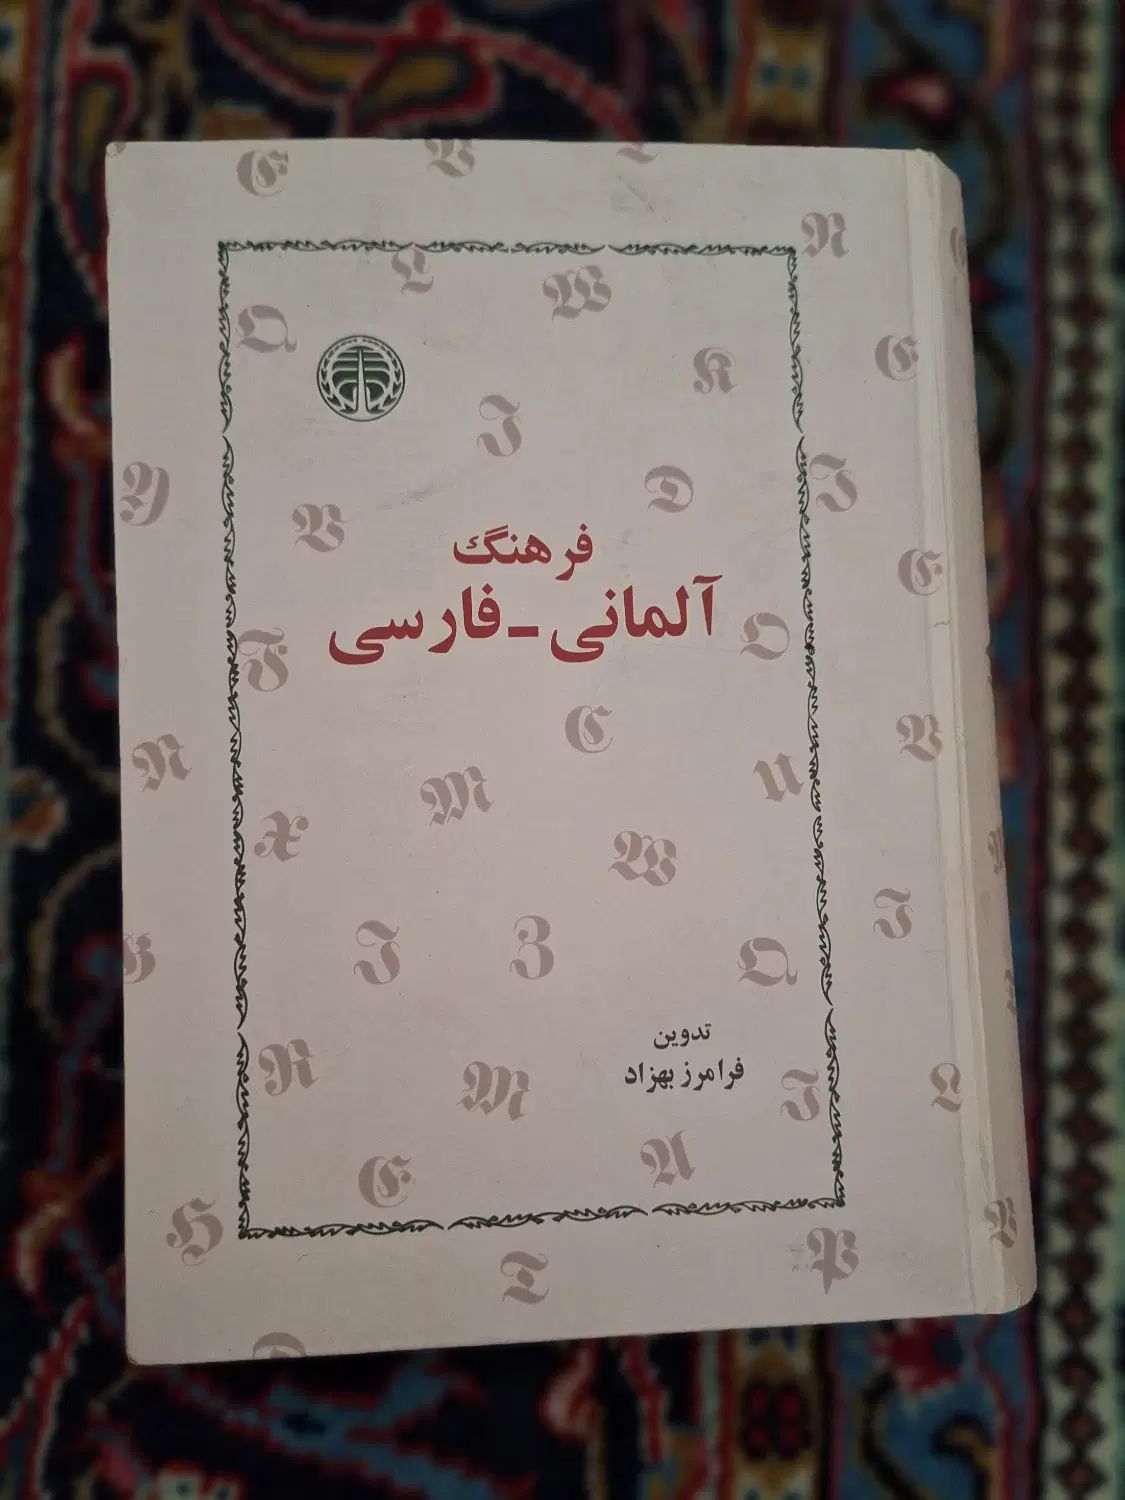 فرهنگ
آلمانی - فارسی
تدوین
فرامرز بهزاد